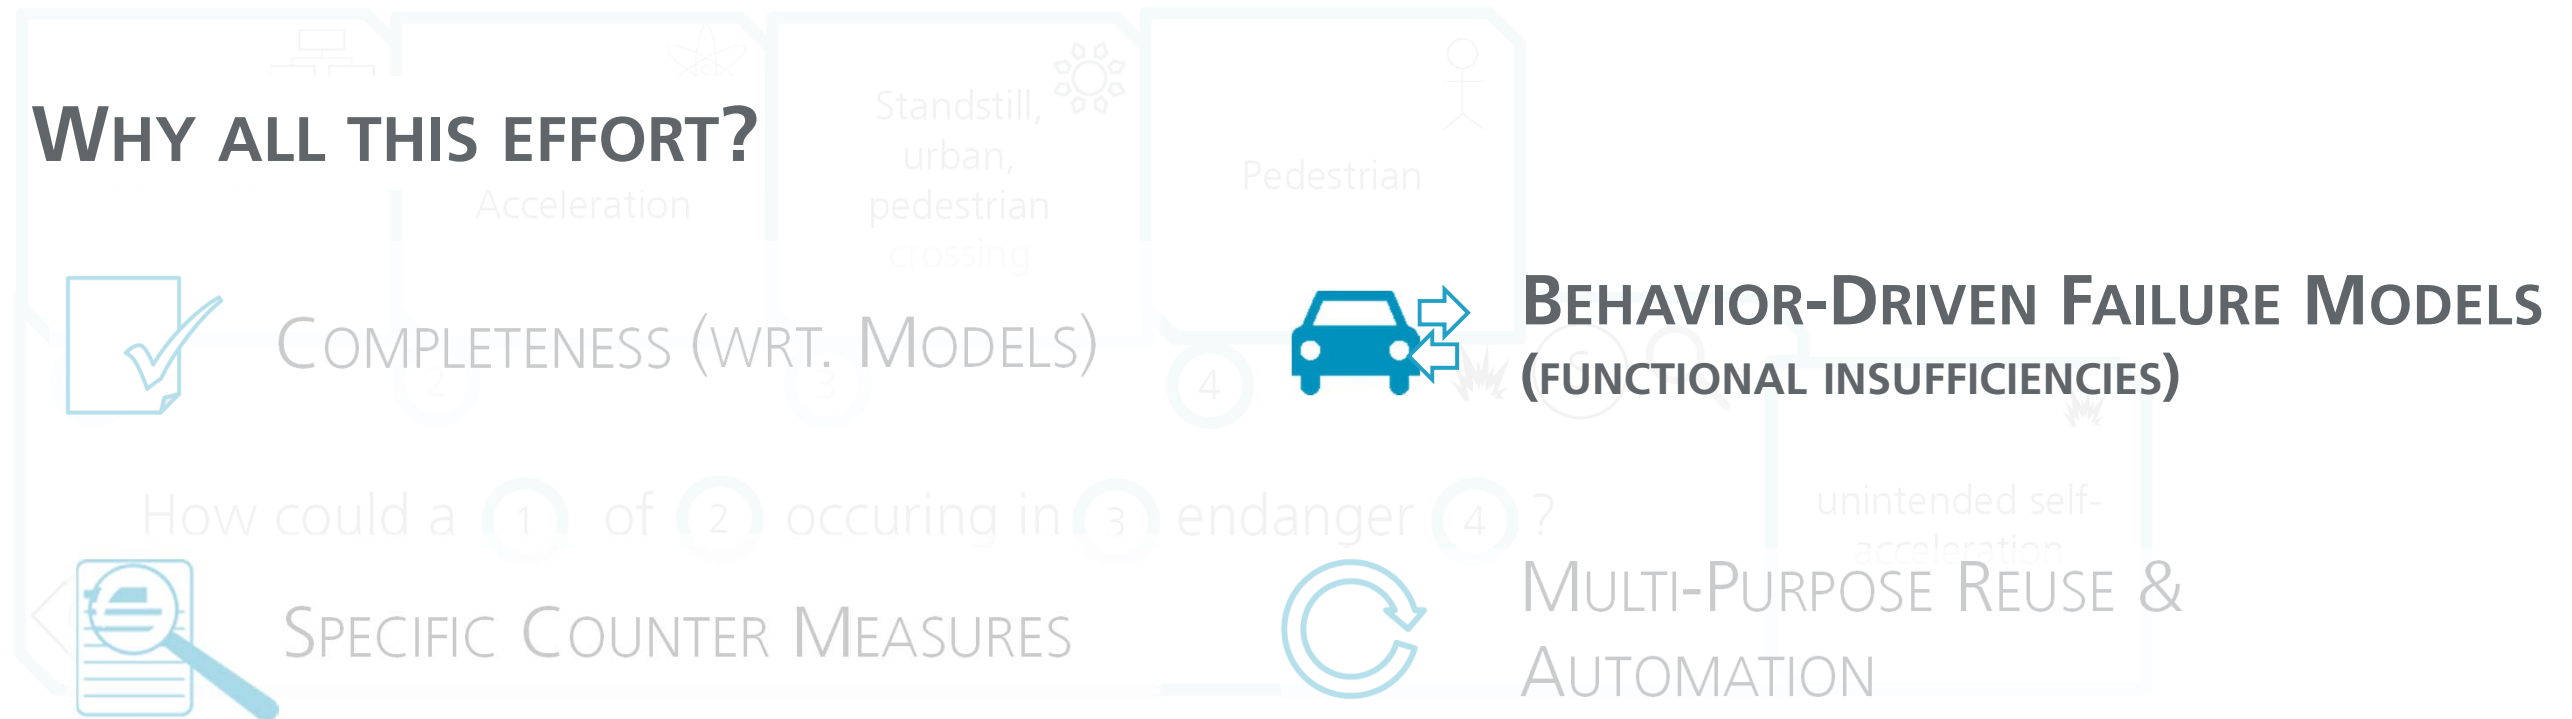 Standstill,
urban,
pedestrian
crossing
Pedestrian
Acceleration
WHY ALL THIS EFFORT?
COMPLETENESS (WRT. MODELS)
2
3
4
BEHAVIOR-DRIVEN FAILURE MODELS
(FUNCTIONAL INSUFFICIENCIES)
How could a 1 of 2 occuring in 3 endanger 4 ?
unintended self-
acceleration
SPECIFIC COUNTER MEASURES
MULTI-PURPOSE REUSE &
AUTOMATION